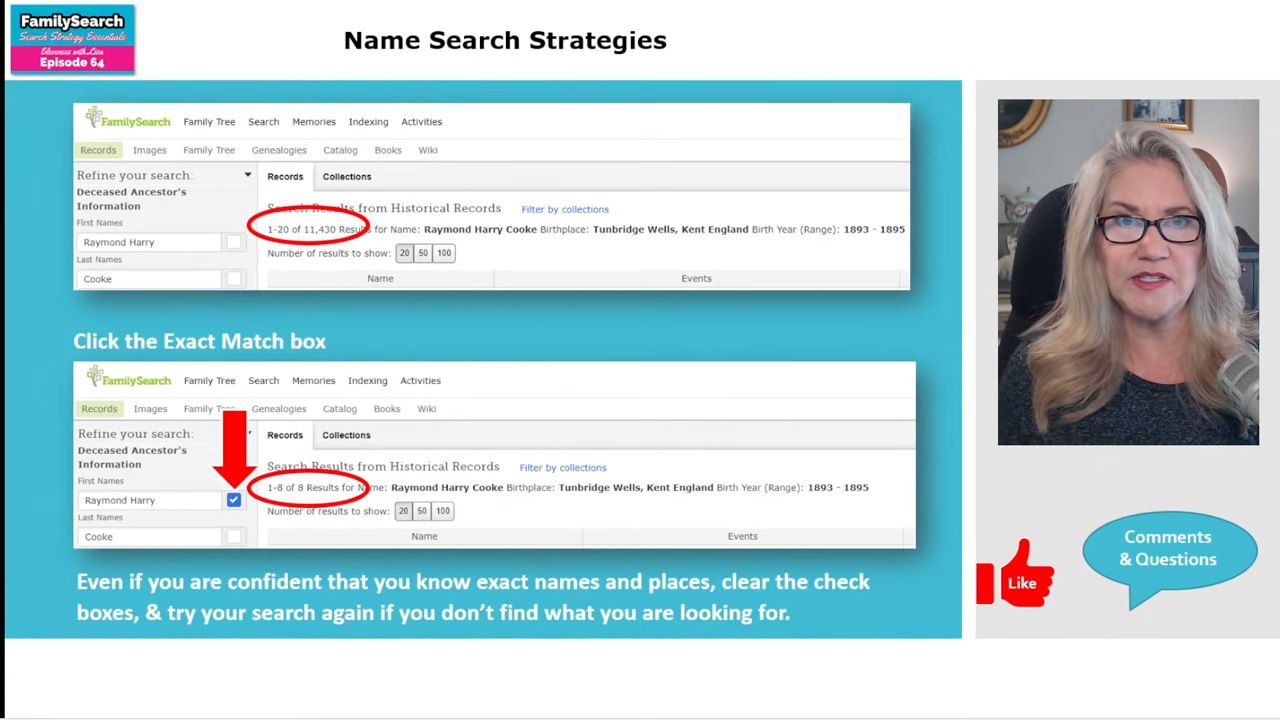 FamilySearch
Search Strategy Essentials
Elevenses with Lisa
Episode 64
Name Search Strategies
FamilySearch Family Tree Search Memories Indexing Activities
Records Images Family Tree Genealogies Catalog Books Wiki
Refine your search:
Records Collections
Deceased Ancestor's
Information
Search Results from Historical Records Filter by collections
First Names
1-20 of 11,430 Results for Name: Raymond Harry Cooke Birthplace: Tunbridge Wells, Kent England Birth Year (Range): 1893 - 1895
Raymond Harry
Number of results to show: 20 50 100
Last Names
Cooke
Name Events
Click the Exact Match box
FamilySearch Family Tree Search Memories Indexing Activities
Records Images Family Genealogies Catalog Books Wiki
Refine your search:
Records Collections
Deceased Ancestor's
Information
Search Results from Historical Records Filter by collections
First Names
1-8 of 8 Results for Name: Raymond Harry Cooke Birthplace: Tunbridge Wells, Kent England Birth Year (Range): 1893 - 1895
Raymond Harry
Number of results to show: 20 50 100
Last Names
Cooke
Name Events
Even if you are confident that you know exact names and places, clear the check
boxes, & try your search again if you don't find what you are looking for.
Like
Comments
& Questions